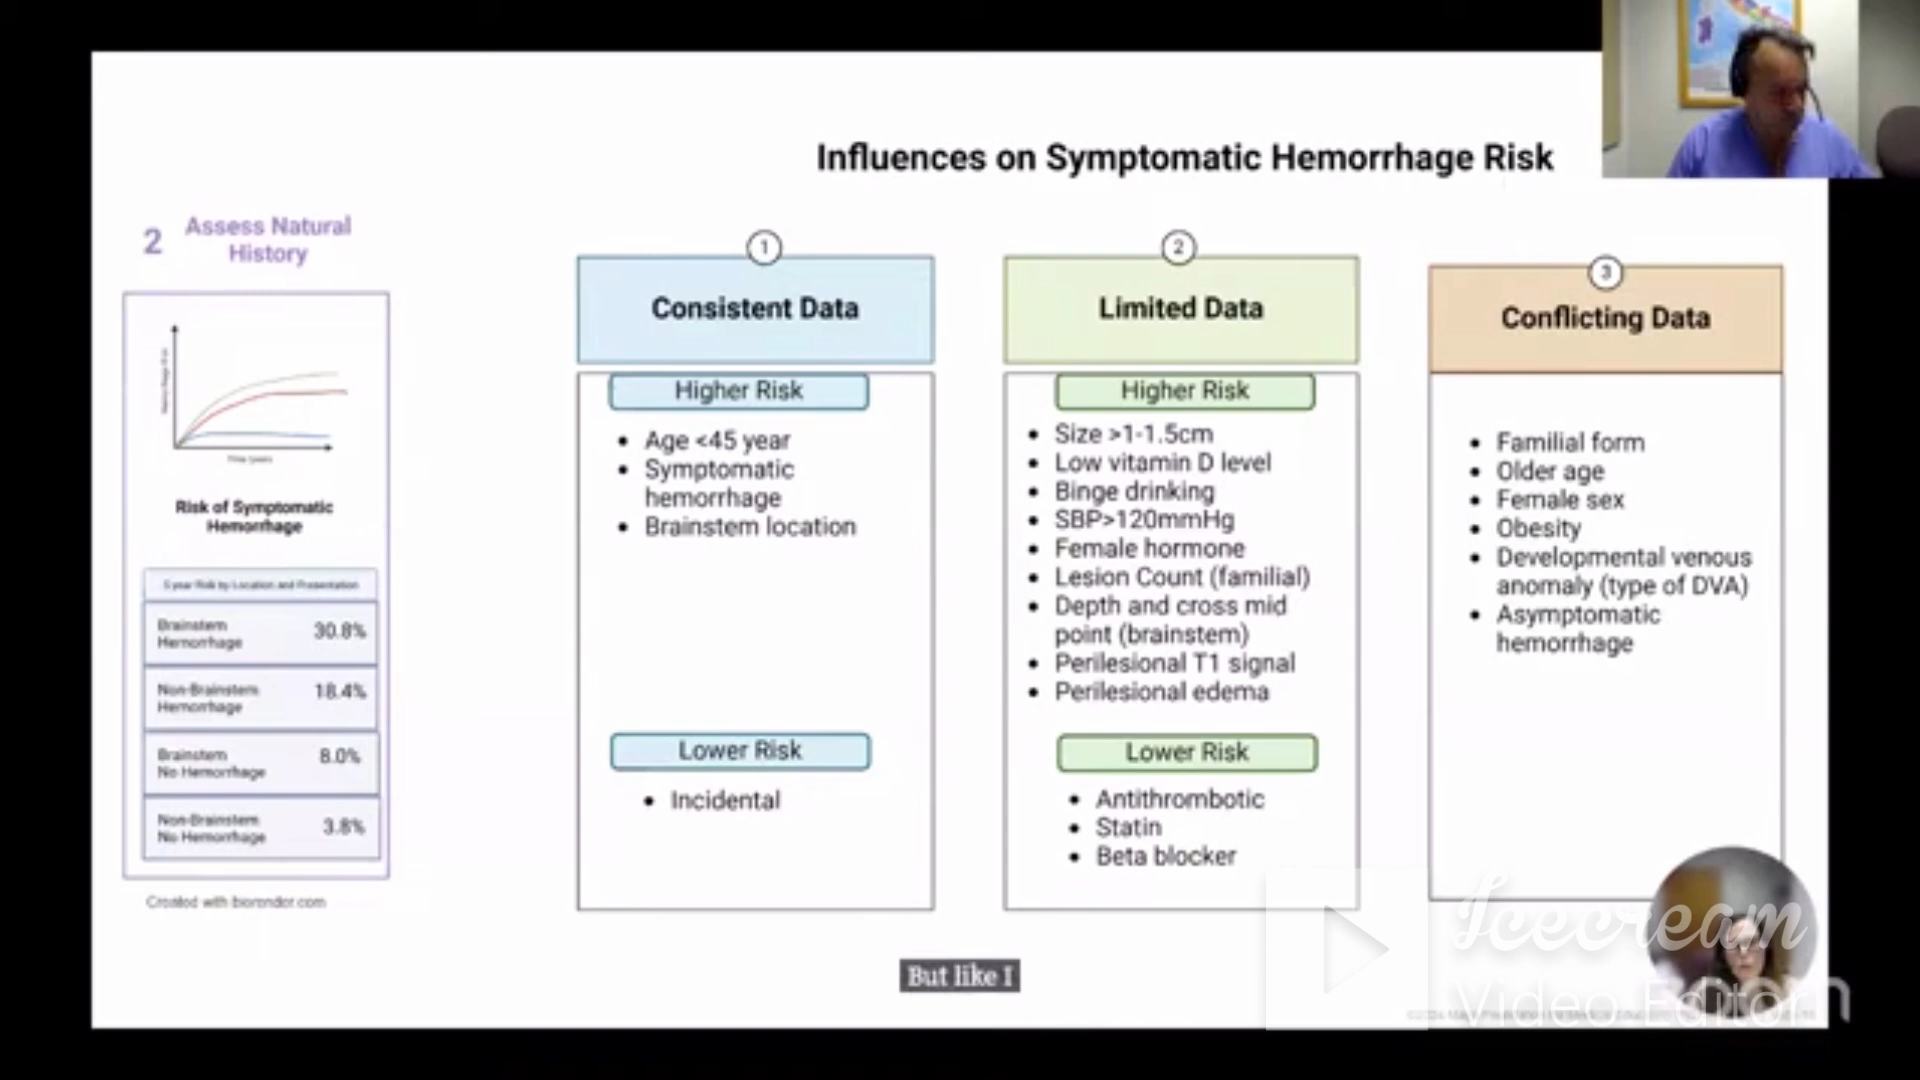 Influences on Symptomatic Hemorrhage Risk
2
Assess Natural
History
Time (years)
Risk of Symptomatic
Hemorrhage
5 year Risk by Location and Presentation
Brainstem
Hemorrhage
30.8%
Non-Brainstem
Hemorrhage
18.4%
Brainstem
No Hemorrhage
8.0%
Non-Brainstem
No Hemorrhage
3.8%
Created with biorender.com
1
Consistent Data
Higher Risk
• Age <45 year
• Symptomatic
hemorrhage
• Brainstem location
Lower Risk
• Incidental
2
Limited Data
Higher Risk
• Size >1-1.5cm
• Low vitamin D level
• Binge drinking
• SBP>120mmHg
• Female hormone
• Lesion Count (familial)
• Depth and cross mid
point (brainstem)
• Perilesional T1 signal
• Perilesional edema
Lower Risk
• Antithrombotic
• Statin
• Beta blocker
3
Conflicting Data
• Familial form
• Older age
• Female sex
• Obesity
• Developmental venous
anomaly (type of DVA)
• Asymptomatic
hemorrhage
But like I
Icecream
Video Editor